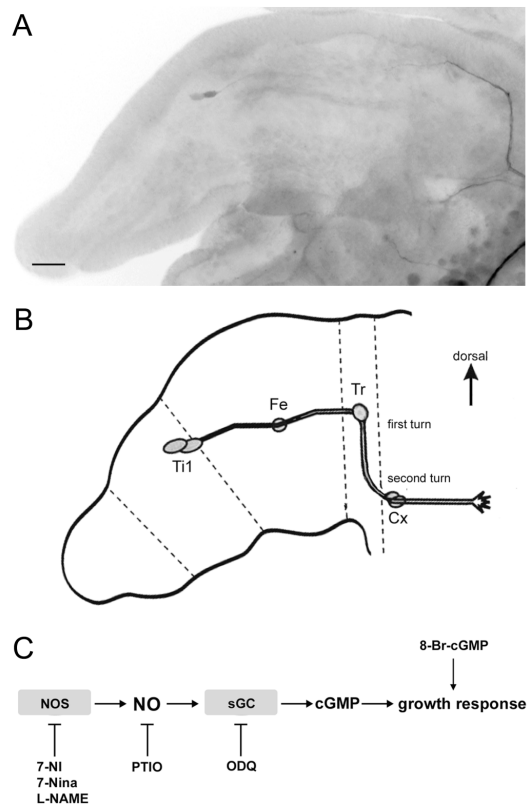 A
B
dorsal
Fe
Tr
first turn
Ti1
second turn
Cx
C
8-Br-cGMP
NOS
NO
sGC
cGMP
growth response
7-NI
PTIO
ODQ
7-Nina
L-NAME